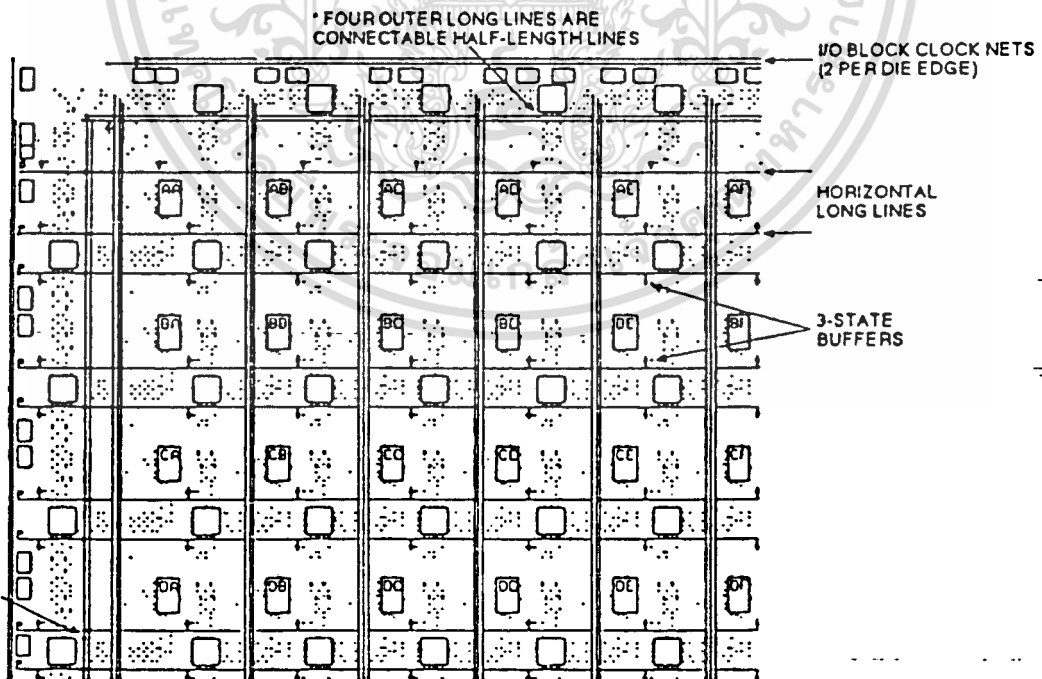 * FOUR OUTER LONG LINES ARE
CONNECTABLE HALF-LENGTH LINES
I/O BLOCK CLOCK NETS
(2 PER DIE EDGE)
AA AB AC AD AE AF
HORIZONTAL
LONG LINES
BA BB BC BD BE BF
3-STATE
BUFFERS
CA CB CC CD CE CF
DA DB DC DD DE DF